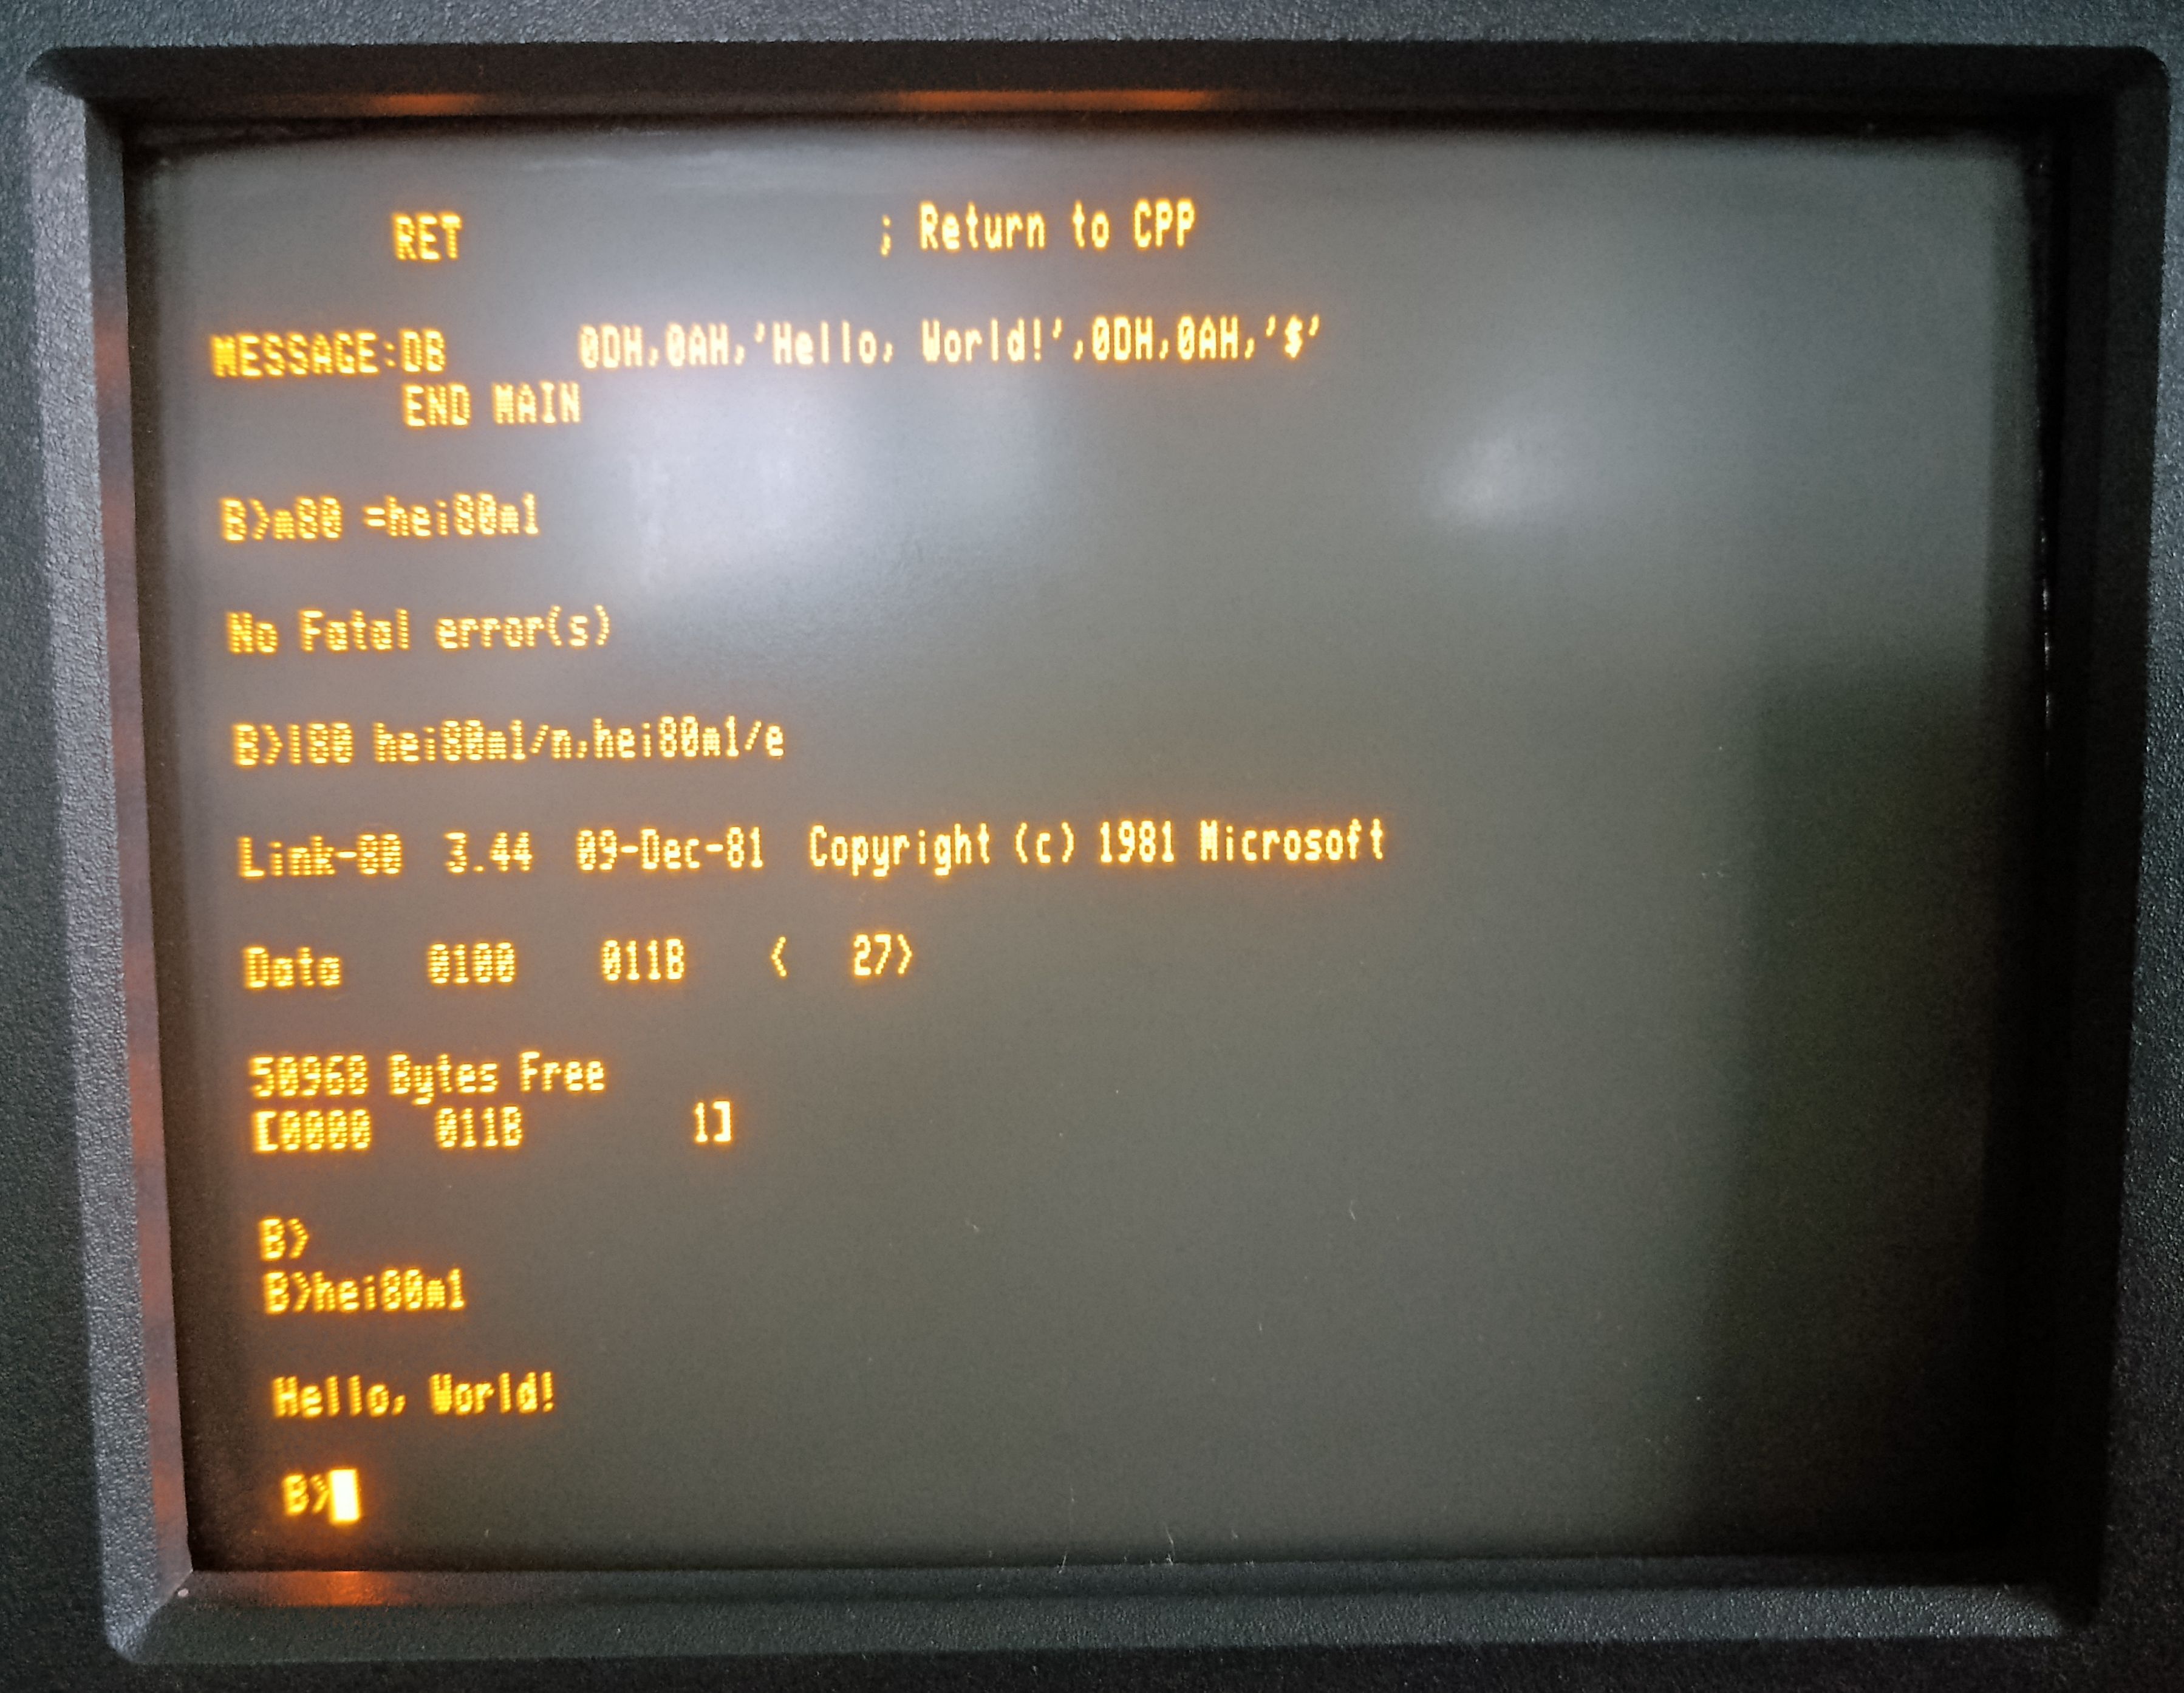 RET ; Return to CPP
MESSAGE:DB 0DH,0AH,'Hello, World!',0DH,0AH,'$'
END MAIN
B>m80 =hei80m1
No Fatal error(s)
B>l80 hei80m1/n,hei80m1/e
Link-80 3.44 09-Dec-81 Copyright (c) 1981 Microsoft
Data 0100 011B < 27>
50968 Bytes Free
[0000 011B 1]
B>
B>hei80m1
Hello, World!
B>